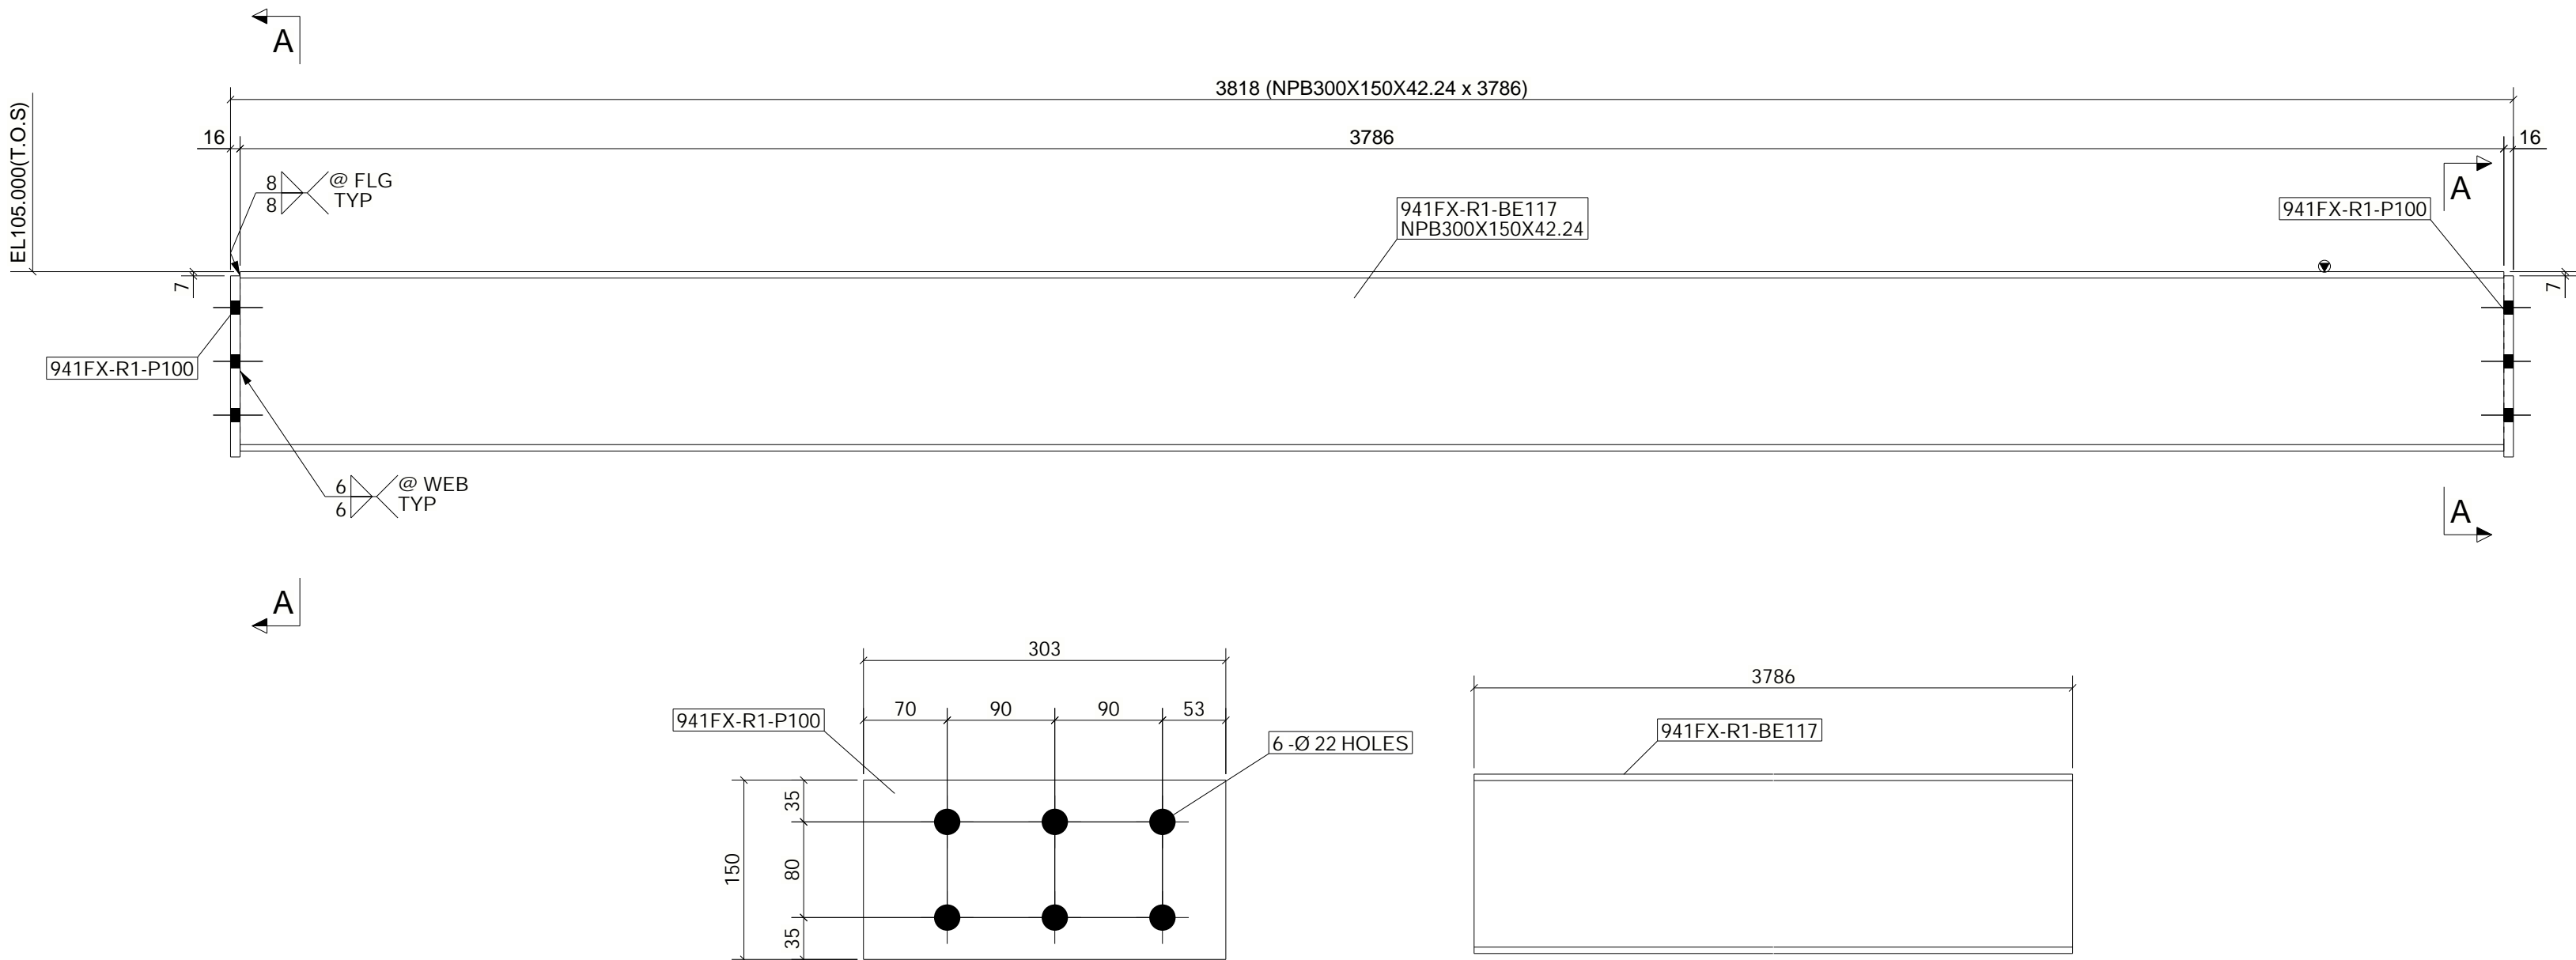 A
3818 (NPB300X150X42.24 x 3786)
EL105.000(T.O.S)
16
3786
16
8
8
@ FLG
TYP
A
941FX-R1-BE117
NPB300X150X42.24
941FX-R1-P100
7
7
941FX-R1-P100
6
6
@ WEB
TYP
A
A
303
70
90
90
53
941FX-R1-P100
6 -Ø 22 HOLES
150
35
80
35
3786
941FX-R1-BE117